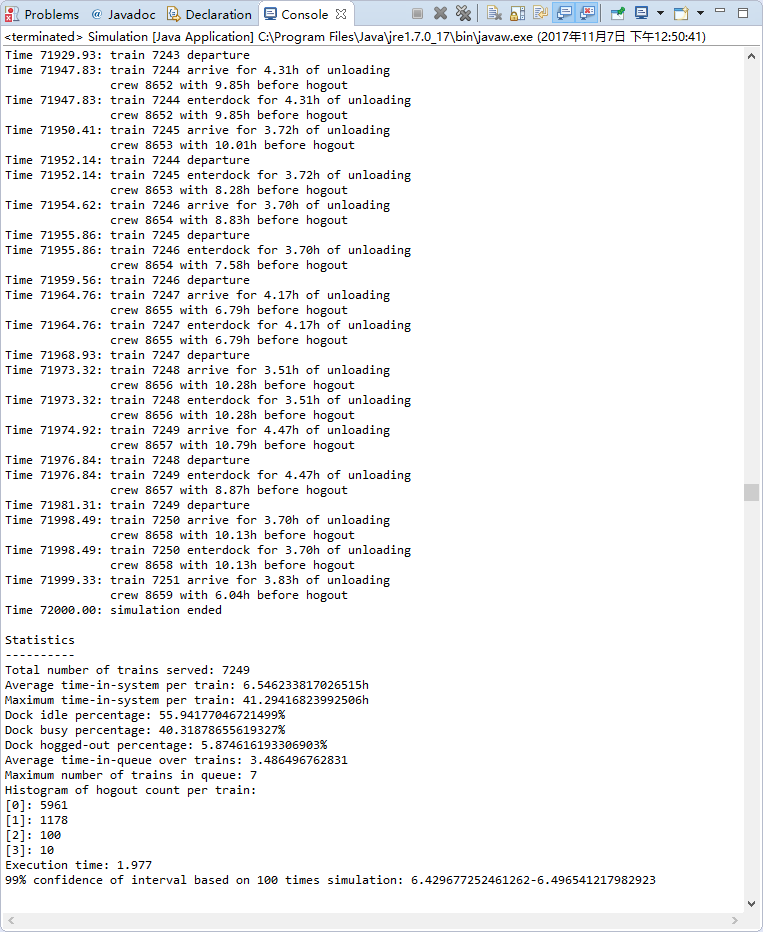 Problems @ Javadoc Declaration Console
<terminated> Simulation [Java Application] C:\Program Files\Java\jre1.7.0_17\bin\javaw.exe (2017年11月7日 下午12:50:41)
Time 71929.93: train 7243 departure
Time 71947.83: train 7244 arrive for 4.31h of unloading
crew 8652 with 9.85h before hogout
Time 71947.83: train 7244 enterdock for 4.31h of unloading
crew 8652 with 9.85h before hogout
Time 71950.41: train 7245 arrive for 3.72h of unloading
crew 8653 with 10.01h before hogout
Time 71952.14: train 7244 departure
Time 71952.14: train 7245 enterdock for 3.72h of unloading
crew 8653 with 8.28h before hogout
Time 71954.62: train 7246 arrive for 3.70h of unloading
crew 8654 with 8.83h before hogout
Time 71955.86: train 7245 departure
Time 71955.86: train 7246 enterdock for 3.70h of unloading
crew 8654 with 7.58h before hogout
Time 71959.56: train 7246 departure
Time 71964.76: train 7247 arrive for 4.17h of unloading
crew 8655 with 6.79h before hogout
Time 71964.76: train 7247 enterdock for 4.17h of unloading
crew 8655 with 6.79h before hogout
Time 71968.93: train 7247 departure
Time 71973.32: train 7248 arrive for 3.51h of unloading
crew 8656 with 10.28h before hogout
Time 71973.32: train 7248 enterdock for 3.51h of unloading
crew 8656 with 10.28h before hogout
Time 71974.92: train 7249 arrive for 4.47h of unloading
crew 8657 with 10.79h before hogout
Time 71976.84: train 7248 departure
Time 71976.84: train 7249 enterdock for 4.47h of unloading
crew 8657 with 8.87h before hogout
Time 71981.31: train 7249 departure
Time 71998.49: train 7250 arrive for 3.70h of unloading
crew 8658 with 10.13h before hogout
Time 71998.49: train 7250 enterdock for 3.70h of unloading
crew 8658 with 10.13h before hogout
Time 71999.33: train 7251 arrive for 3.83h of unloading
crew 8659 with 6.04h before hogout
Time 72000.00: simulation ended
Statistics
----------
Total number of trains served: 7249
Average time-in-system per train: 6.546233817026515h
Maximum time-in-system per train: 41.29416823992506h
Dock idle percentage: 55.94177046721499%
Dock busy percentage: 40.31878655619327%
Dock hogged-out percentage: 5.874616193306903%
Average time-in-queue over trains: 3.486496762831
Maximum number of trains in queue: 7
Histogram of hogout count per train:
[0]: 5961
[1]: 1178
[2]: 100
[3]: 10
Execution time: 1.977
99% confidence of interval based on 100 times simulation: 6.429677252461262-6.496541217982923